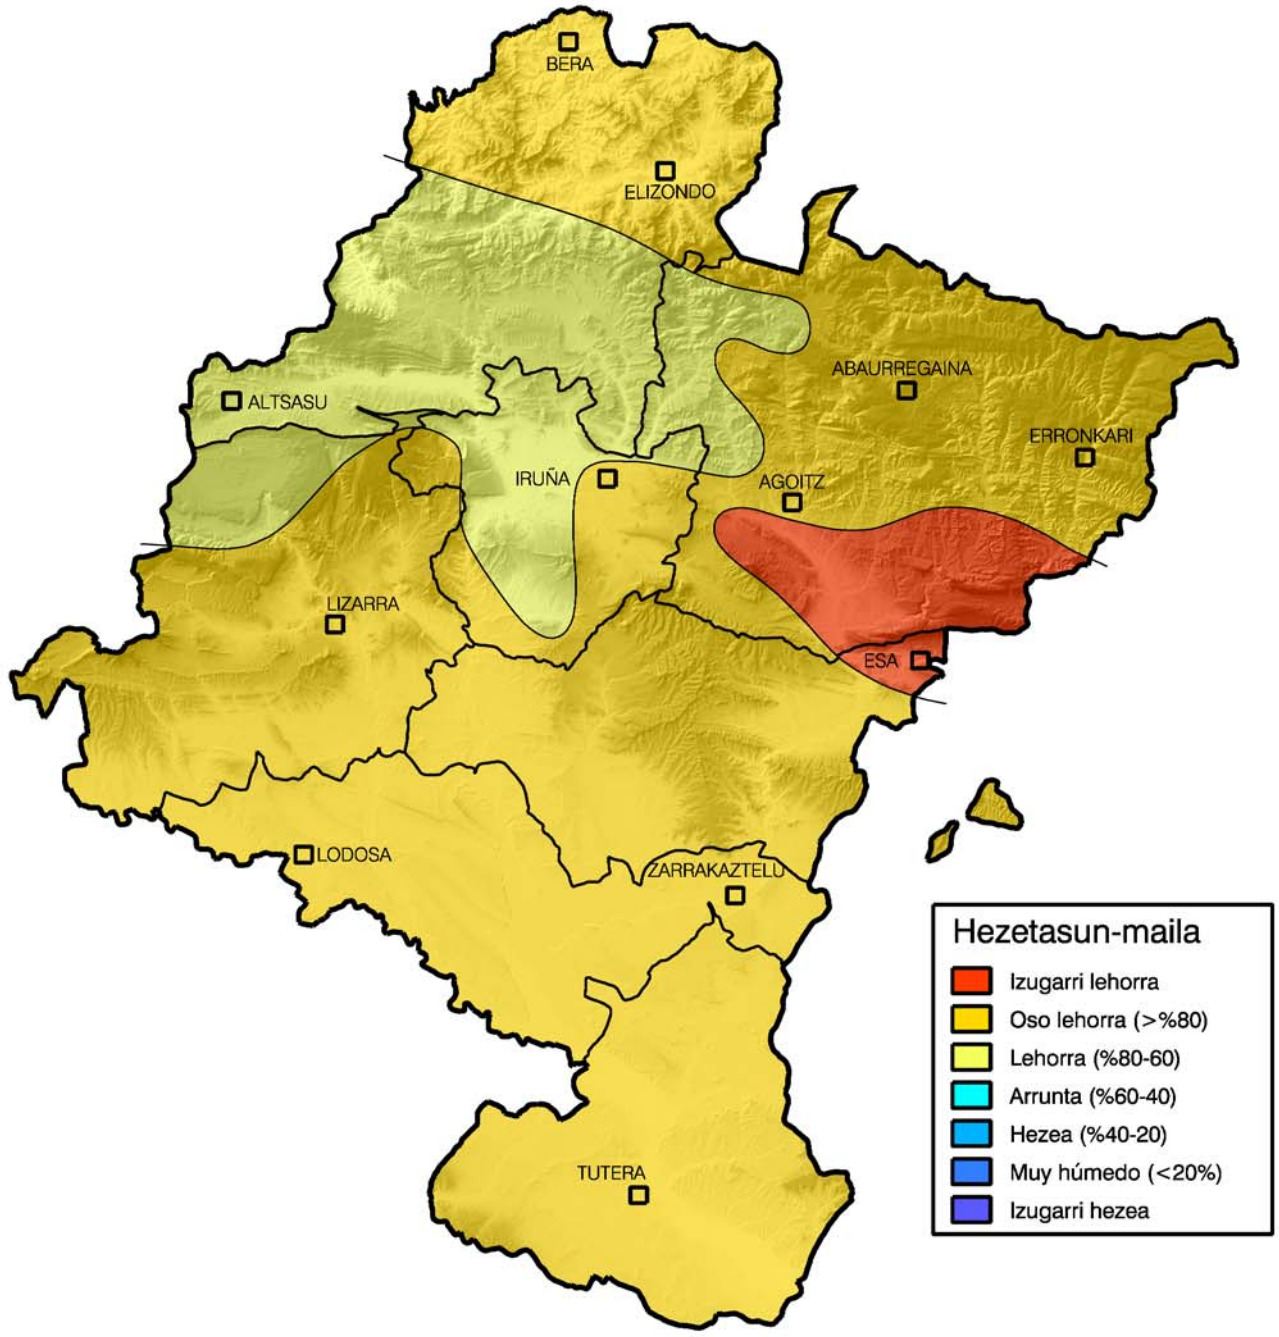 BERA
ELIZONDO
ABAURREGAINA
ALTSASU
ERRONKARI
IRUÑA
AGOITZ
LIZARRA
ESA
LODOSA
ZARRAKAZTELU
TUTERA
Hezetasun-maila
Izugarri lehorra
Oso lehorra (>%80)
Lehorra (%80-60)
Arrunta (%60-40)
Hezea (%40-20)
Muy húmedo (<20%)
Izugarri hezea